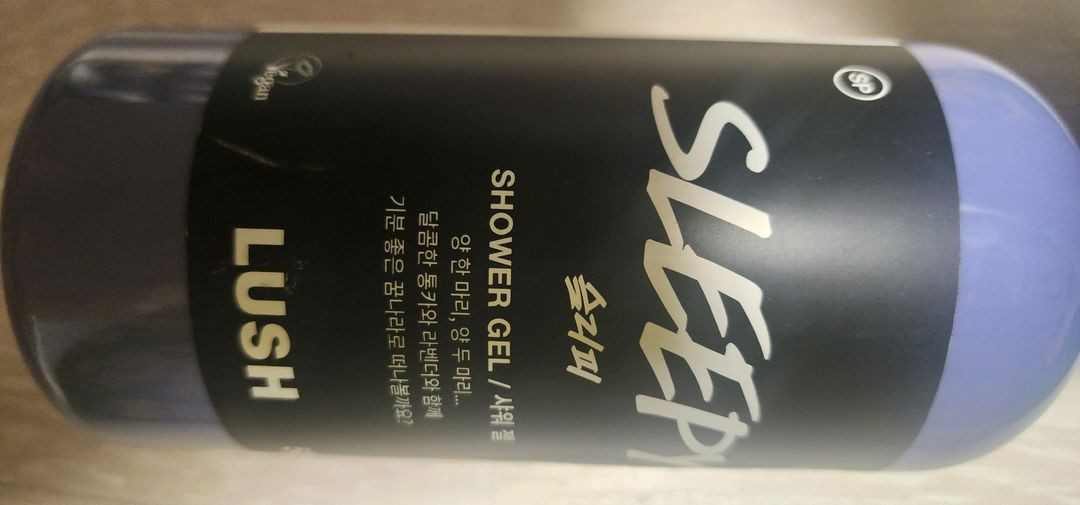 SP
SLEEPY
슬리피
SHOWER GEL / 샤워 젤
양 한 마리, 양 두 마리...
달콤한 통카와 라벤더와 함께
기분 좋은 꿈나라로 떠나볼까요?
LUSH
Vegan